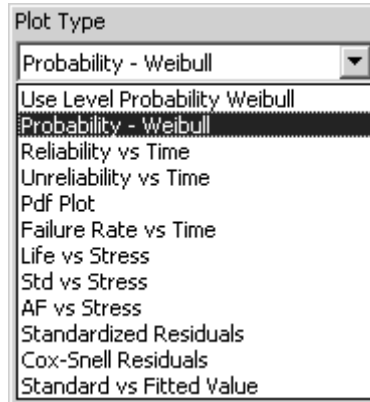 Plot Type
Probability - Weibull
Use Level Probability Weibull
Probability - Weibull
Reliability vs Time
Unreliability vs Time
Pdf Plot
Failure Rate vs Time
Life vs Stress
Std vs Stress
AF vs Stress
Standardized Residuals
Cox-Snell Residuals
Standard vs Fitted Value